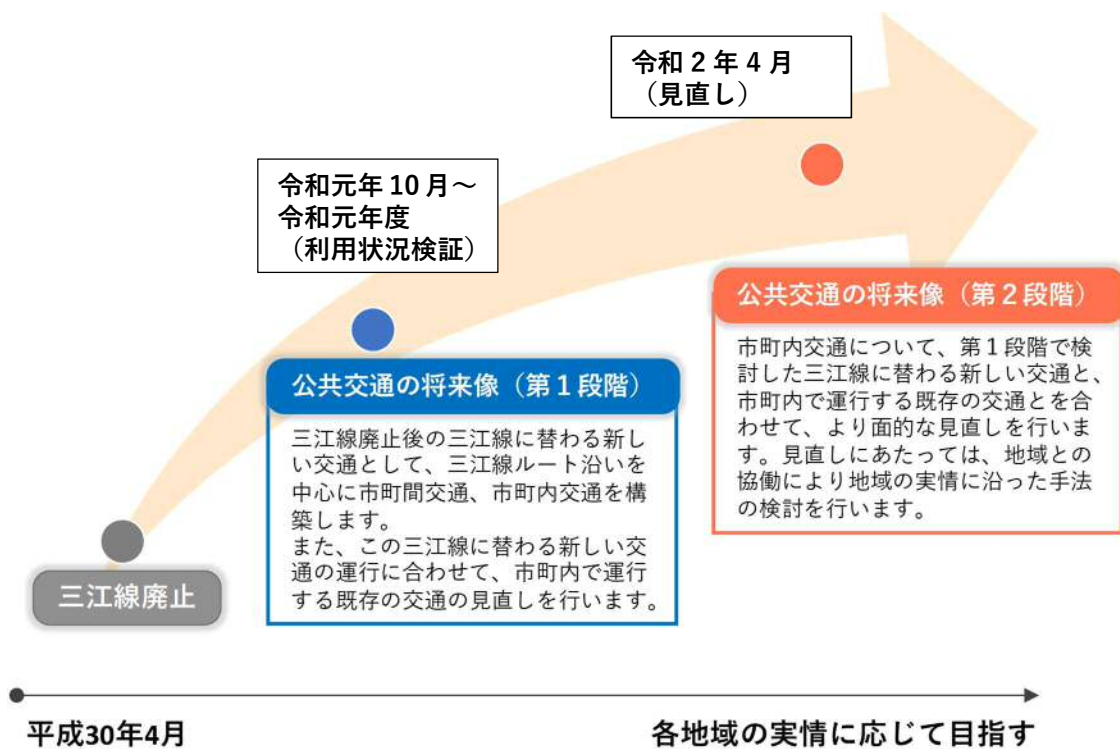 令和２年４月
（見直し）
令和元年 10 月～
令和元年度
（利用状況検証）
公共交通の将来像（第２段階）
市町内交通について、第１段階で検
討した三江線に替わる新しい交通と、
市町内で運行する既存の交通とを合
わせて、より面的な見直しを行いま
す。見直しにあたっては、地域との
協働により地域の実情に沿った手法
の検討を行います。
公共交通の将来像（第１段階）
三江線廃止後の三江線に替わる新し
い交通として、三江線ルート沿いを
中心に市町間交通、市町内交通を構
築します。
また、この三江線に替わる新しい交
通の運行に合わせて、市町内で運行
する既存の交通の見直しを行います。
三江線廃止
平成30年4月
各地域の実情に応じて目指す